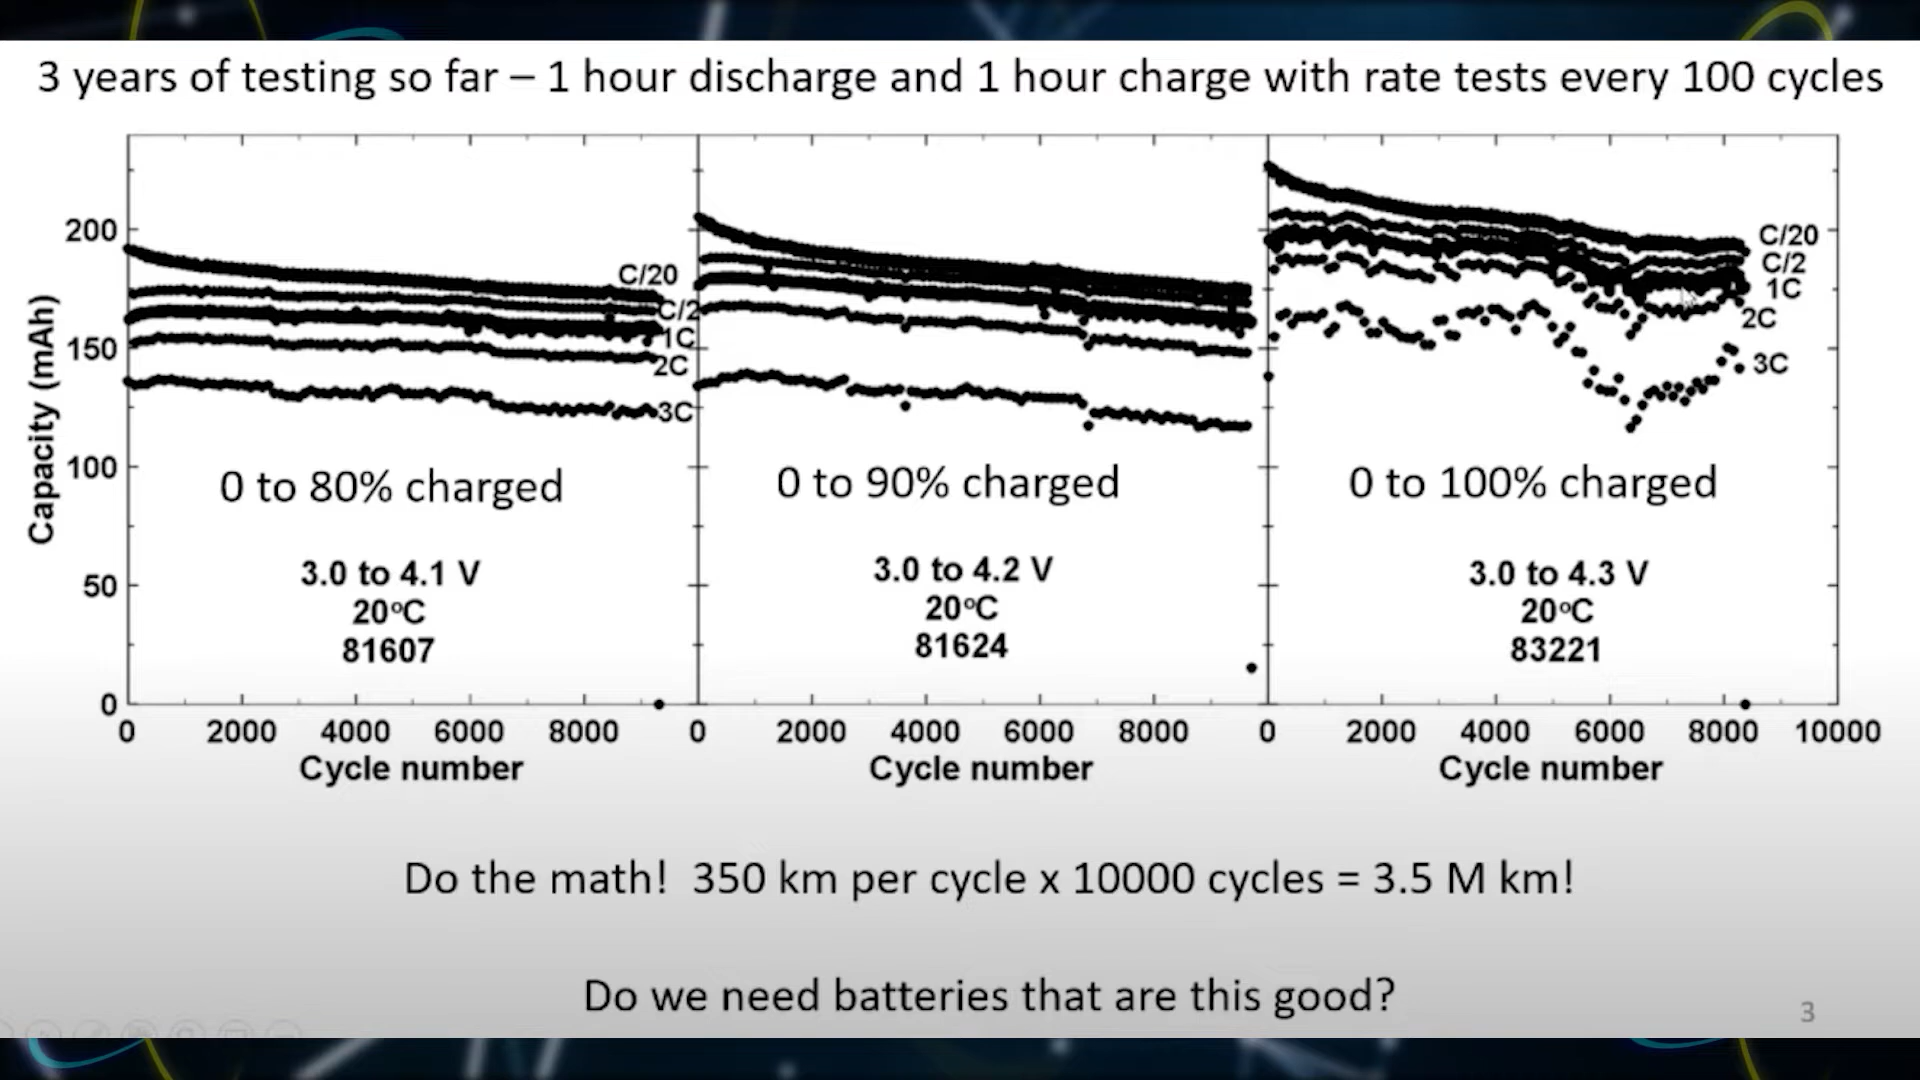 3 years of testing so far – 1 hour discharge and 1 hour charge with rate tests every 100 cycles
Capacity (mAh)
200
150
100
50
0
C/20
C/2
1C
2C
3C
0 to 80% charged
3.0 to 4.1 V
20°C
81607
0 2000 4000 6000 8000
Cycle number
0 to 90% charged
3.0 to 4.2 V
20°C
81624
0 2000 4000 6000 8000
Cycle number
C/20
C/2
1C
2C
3C
0 to 100% charged
3.0 to 4.3 V
20°C
83221
0 2000 4000 6000 8000 10000
Cycle number
Do the math! 350 km per cycle x 10000 cycles = 3.5 M km!
Do we need batteries that are this good?
3